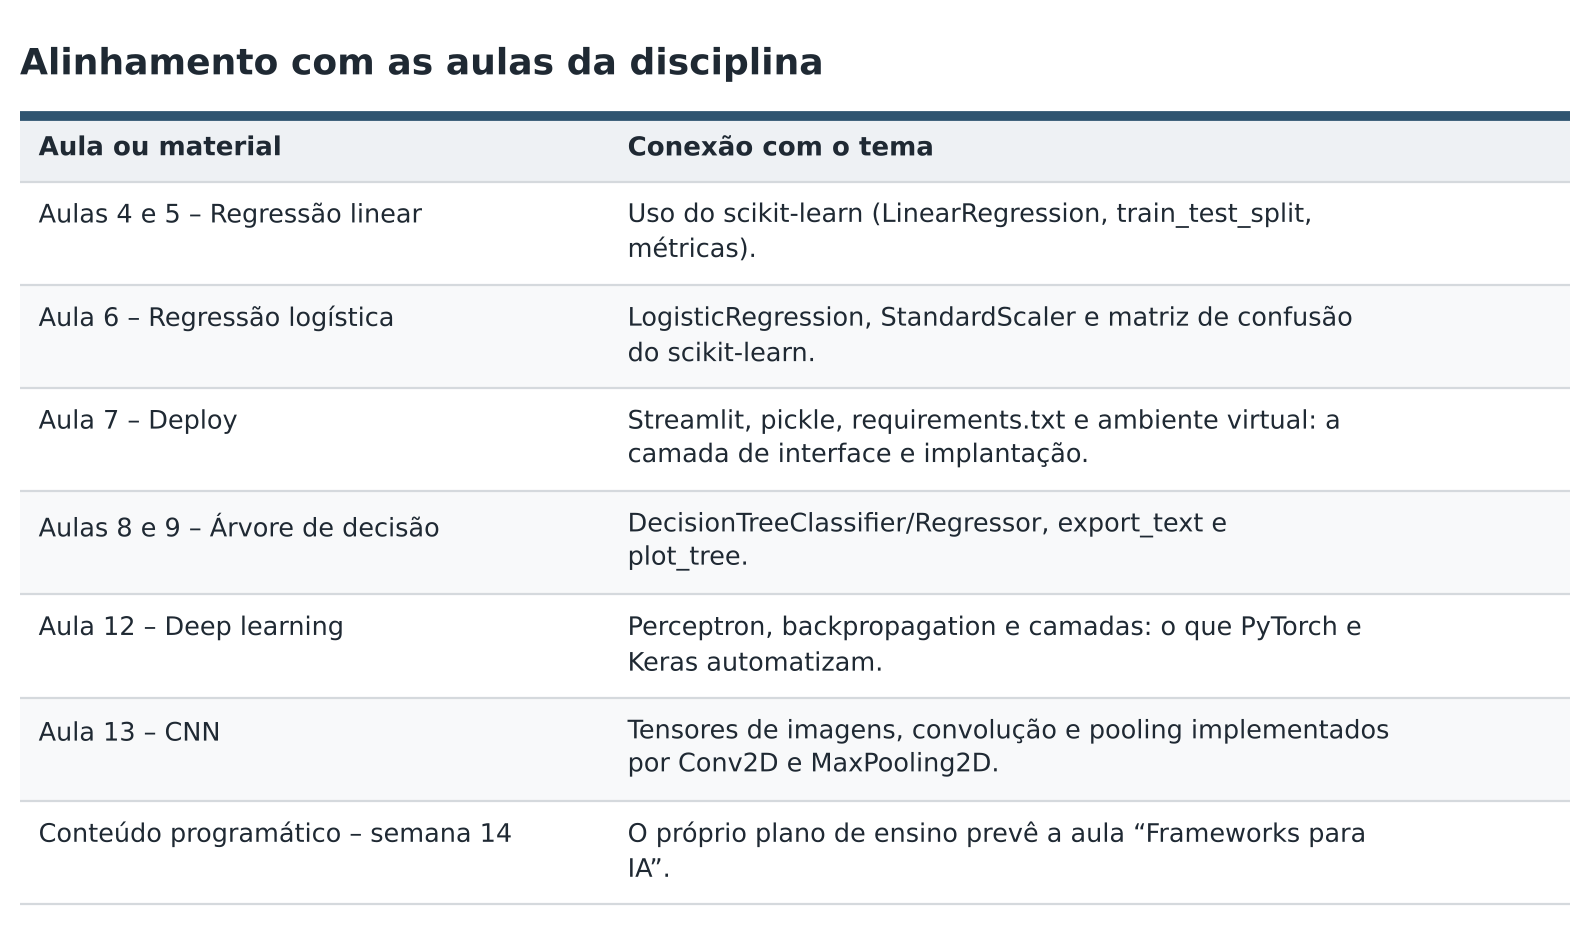 Alinhamento com as aulas da disciplina
Aula ou material
Conexão com o tema
Aulas 4 e 5 – Regressão linear
Uso do scikit-learn (LinearRegression, train_test_split,
métricas).
Aula 6 – Regressão logística
LogisticRegression, StandardScaler e matriz de confusão
do scikit-learn.
Aula 7 – Deploy
Streamlit, pickle, requirements.txt e ambiente virtual: a
camada de interface e implantação.
Aulas 8 e 9 – Árvore de decisão
DecisionTreeClassifier/Regressor, export_text e
plot_tree.
Aula 12 – Deep learning
Perceptron, backpropagation e camadas: o que PyTorch e
Keras automatizam.
Aula 13 – CNN
Tensores de imagens, convolução e pooling implementados
por Conv2D e MaxPooling2D.
Conteúdo programático – semana 14
O próprio plano de ensino prevê a aula “Frameworks para
IA”.